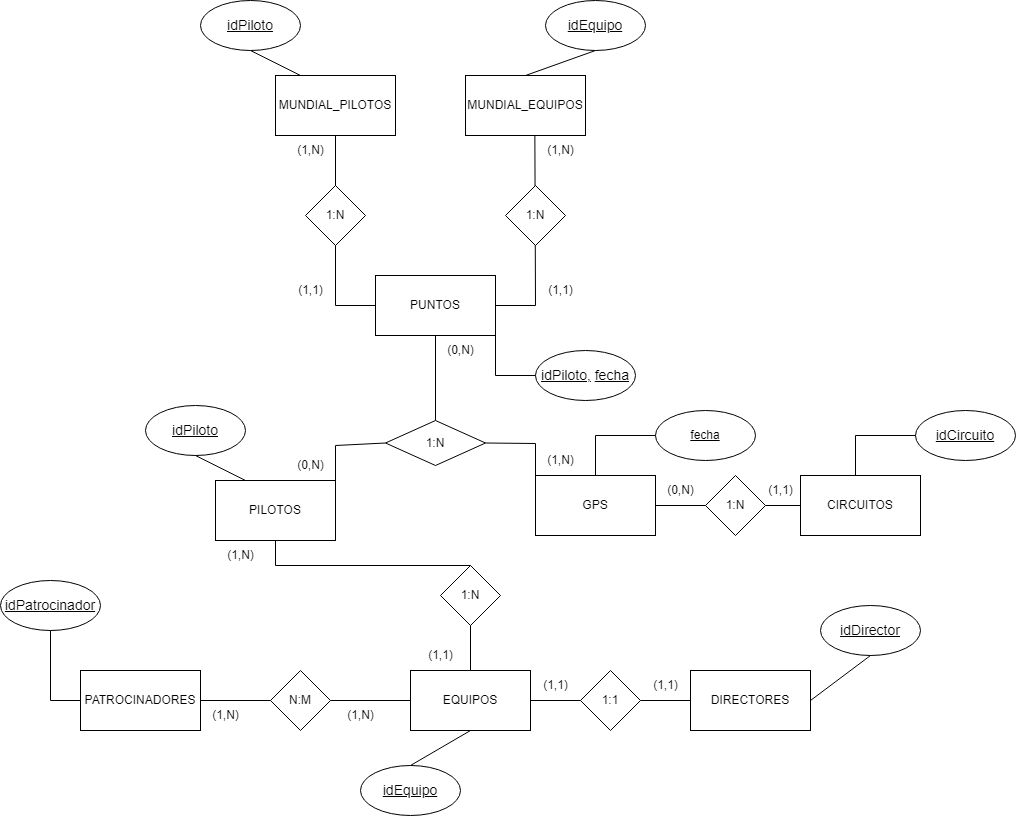 idPiloto
idEquipo
MUNDIAL_PILOTOS
MUNDIAL_EQUIPOS
(1,N)
(1,N)
1:N
1:N
(1,1)
(1,1)
PUNTOS
(0,N)
idPiloto, fecha
idPiloto
1:N
fecha
idCircuito
(0,N)
(1,N)
PILOTOS
GPS
(0,N)
1:N
(1,1)
CIRCUITOS
(1,N)
1:N
idPatrocinador
idDirector
(1,1)
PATROCINADORES
(1,N)
N:M
(1,N)
EQUIPOS
(1,1)
1:1
(1,1)
DIRECTORES
idEquipo